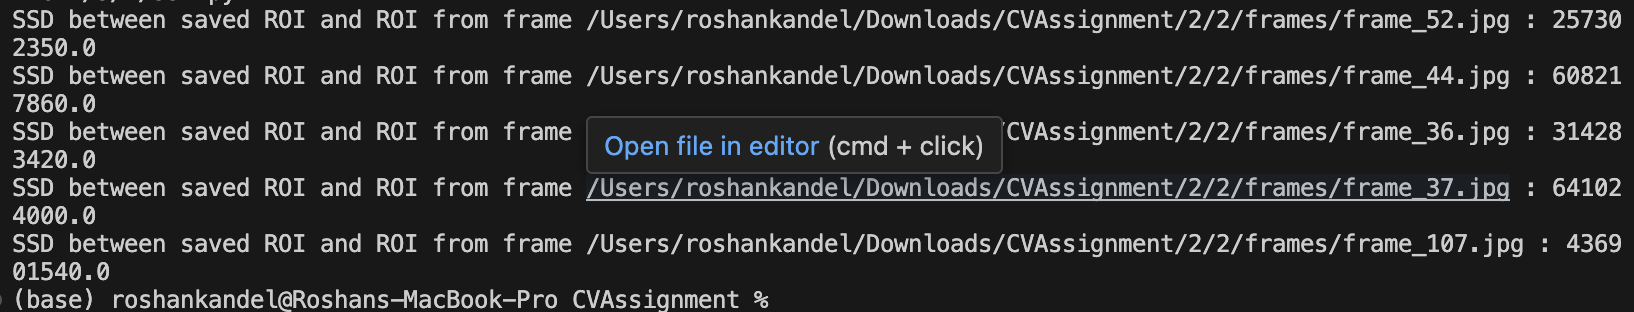 SSD between saved ROI and ROI from frame /Users/roshankandel/Downloads/CVAssignment/2/2/frames/frame_52.jpg : 25730
2350.0
SSD between saved ROI and ROI from frame /Users/roshankandel/Downloads/CVAssignment/2/2/frames/frame_44.jpg : 60821
7860.0
SSD between saved ROI and ROI from frame /CVAssignment/2/2/frames/frame_36.jpg : 31428
Open file in editor (cmd + click)
3420.0
SSD between saved ROI and ROI from frame /Users/roshankandel/Downloads/CVAssignment/2/2/frames/frame_37.jpg : 64102
4000.0
SSD between saved ROI and ROI from frame /Users/roshankandel/Downloads/CVAssignment/2/2/frames/frame_107.jpg : 4369
01540.0
(base) roshankandel@Roshans-MacBook-Pro CVAssignment %